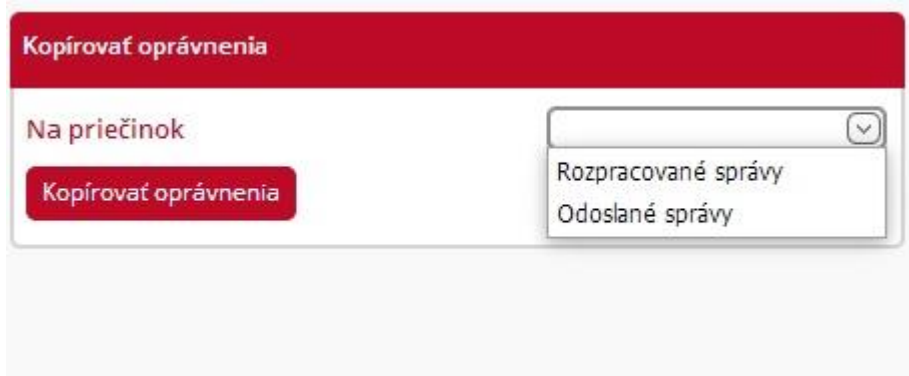 Kopírovať oprávnenia
Na priečinok
Rozpracované správy
Kopírovať oprávnenia
Odoslané správy